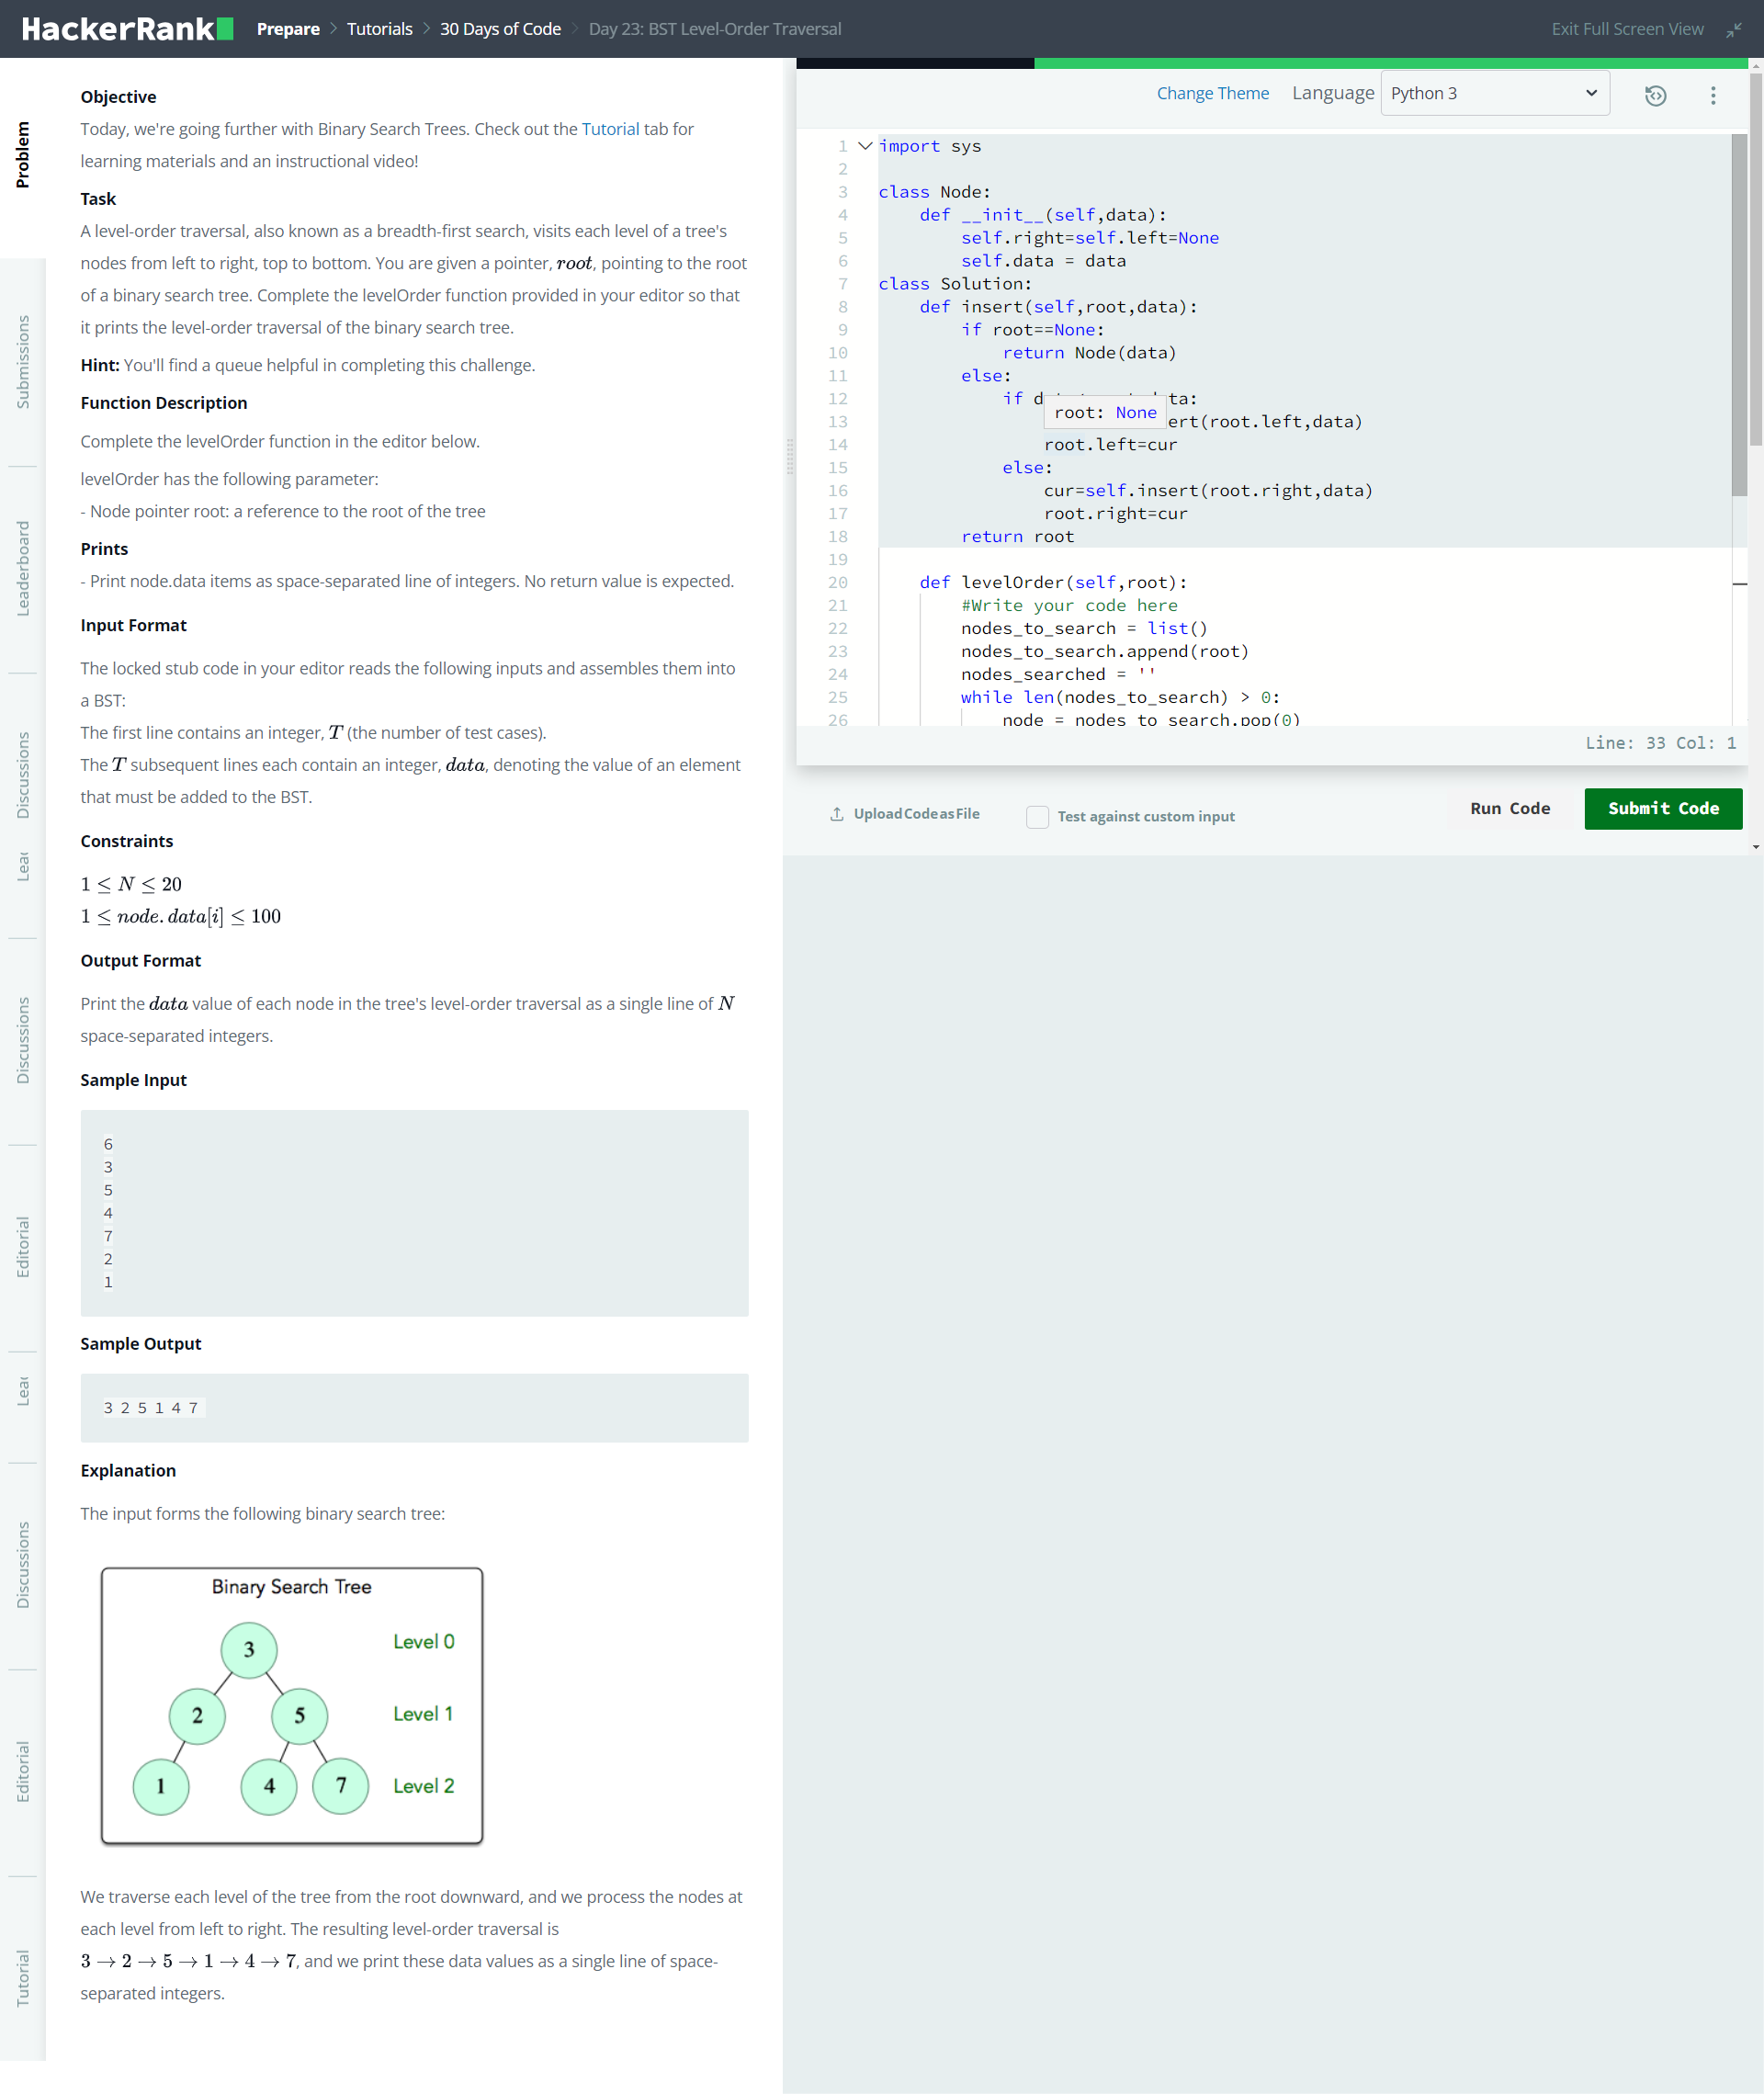 HackerRank
Prepare > Tutorials > 30 Days of Code > Day 23: BST Level-Order Traversal
Exit Full Screen View
Problem
Submissions
Leaderboard
Discussions
Lea
Discussions
Editorial
Lea
Discussions
Editorial
Tutorial
Objective
Today, we're going further with Binary Search Trees. Check out the Tutorial tab for
learning materials and an instructional video!
Task
A level-order traversal, also known as a breadth-first search, visits each level of a tree's
nodes from left to right, top to bottom. You are given a pointer, root, pointing to the root
of a binary search tree. Complete the levelOrder function provided in your editor so that
it prints the level-order traversal of the binary search tree.
Hint: You'll find a queue helpful in completing this challenge.
Function Description
Complete the levelOrder function in the editor below.
levelOrder has the following parameter:
- Node pointer root: a reference to the root of the tree
Prints
- Print node.data items as space-separated line of integers. No return value is expected.
Input Format
The locked stub code in your editor reads the following inputs and assembles them into
a BST:
The first line contains an integer, T (the number of test cases).
The T subsequent lines each contain an integer, data, denoting the value of an element
that must be added to the BST.
Constraints
1 ≤ N ≤ 20
1 ≤ node.data[i] ≤ 100
Output Format
Print the data value of each node in the tree's level-order traversal as a single line of N
space-separated integers.
Sample Input
6
3
5
4
7
2
1
Sample Output
3 2 5 1 4 7
Explanation
The input forms the following binary search tree:
Binary Search Tree
3 Level 0
2 5 Level 1
1 4 7 Level 2
We traverse each level of the tree from the root downward, and we process the nodes at
each level from left to right. The resulting level-order traversal is
3 → 2 → 5 → 1 → 4 → 7, and we print these data values as a single line of space-
separated integers.
Change Theme Language Python 3
1 import sys
2
3 class Node:
4     def __init__(self,data):
5         self.right=self.left=None
6         self.data = data
7 class Solution:
8     def insert(self,root,data):
9         if root==None:
10             return Node(data)
11         else:
12             if d ta:
root: None
13 ert(root.left,data)
14                 root.left=cur
15             else:
16                 cur=self.insert(root.right,data)
17                 root.right=cur
18         return root
19
20     def levelOrder(self,root):
21         #Write your code here
22         nodes_to_search = list()
23         nodes_to_search.append(root)
24         nodes_searched = ''
25         while len(nodes_to_search) > 0:
26             node = nodes_to_search.pop(0)
Line: 33 Col: 1
Upload Code as File
Test against custom input
Run Code
Submit Code